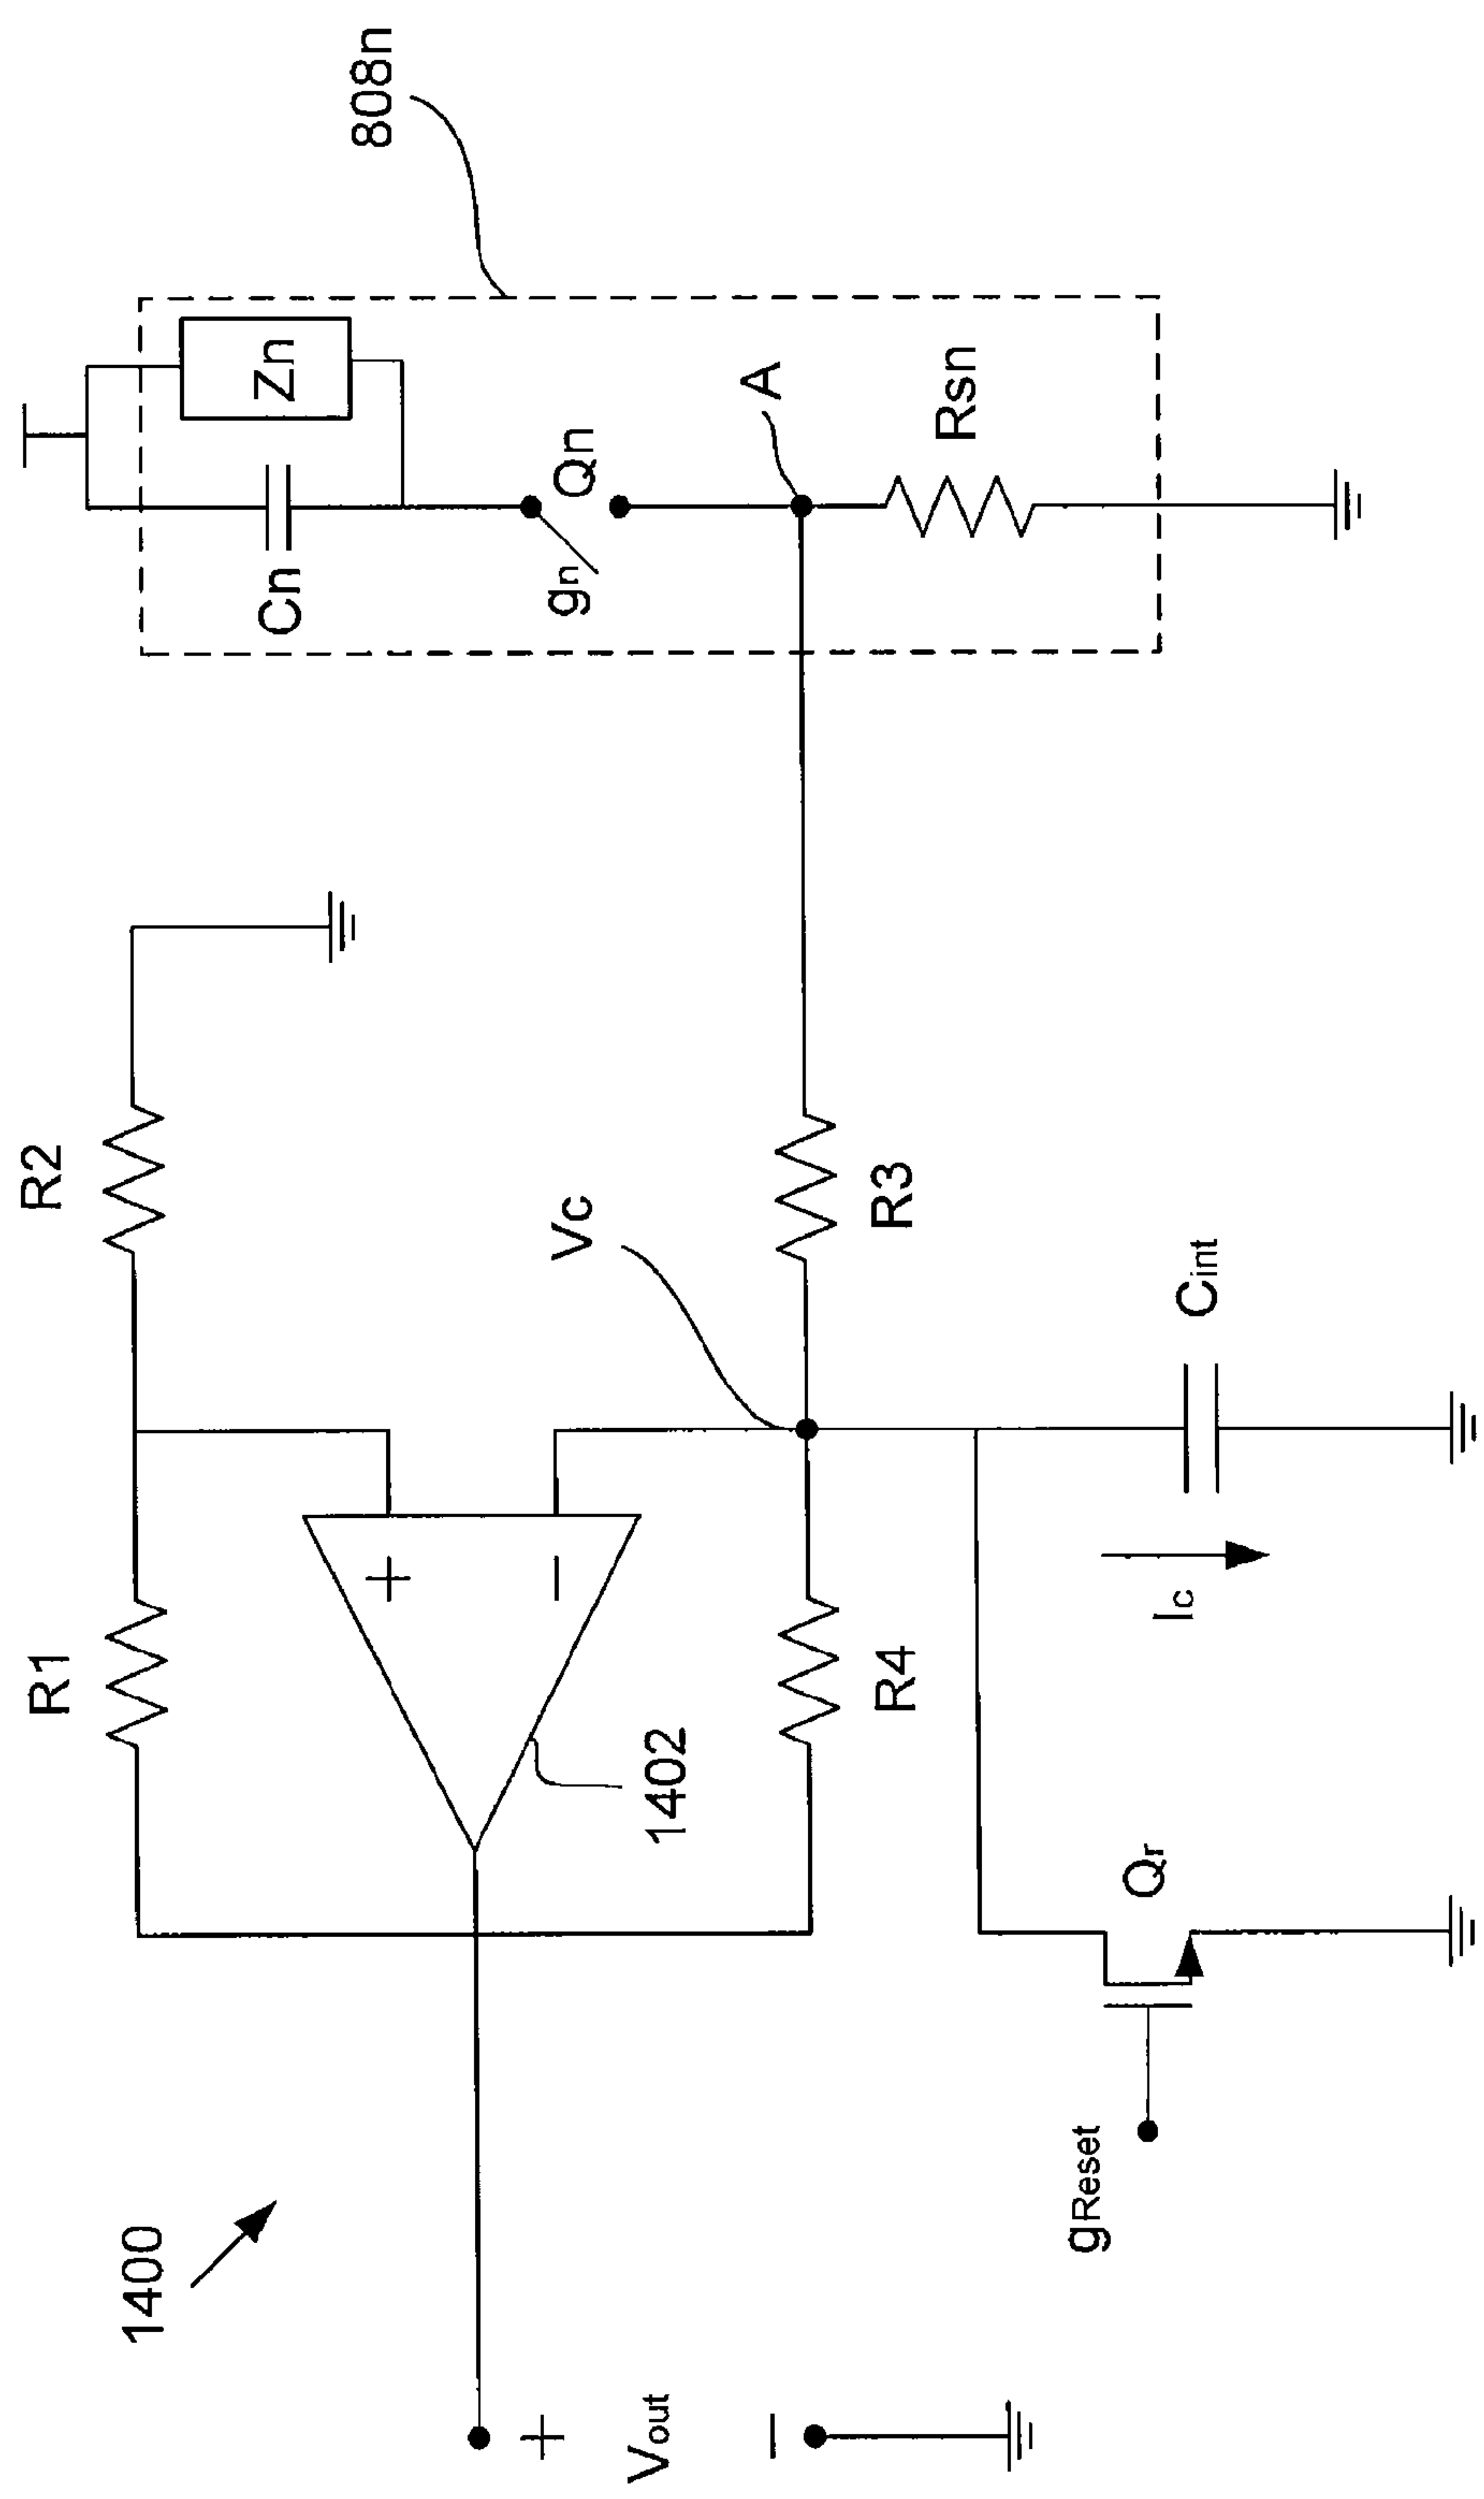 808n
Cn
Zn
gn
Qn
A
Rsn
R2
Vc
R3
Cint
R1
+
−
1402
R4
Ic
Qr
1400
gReset
+
Vout
−